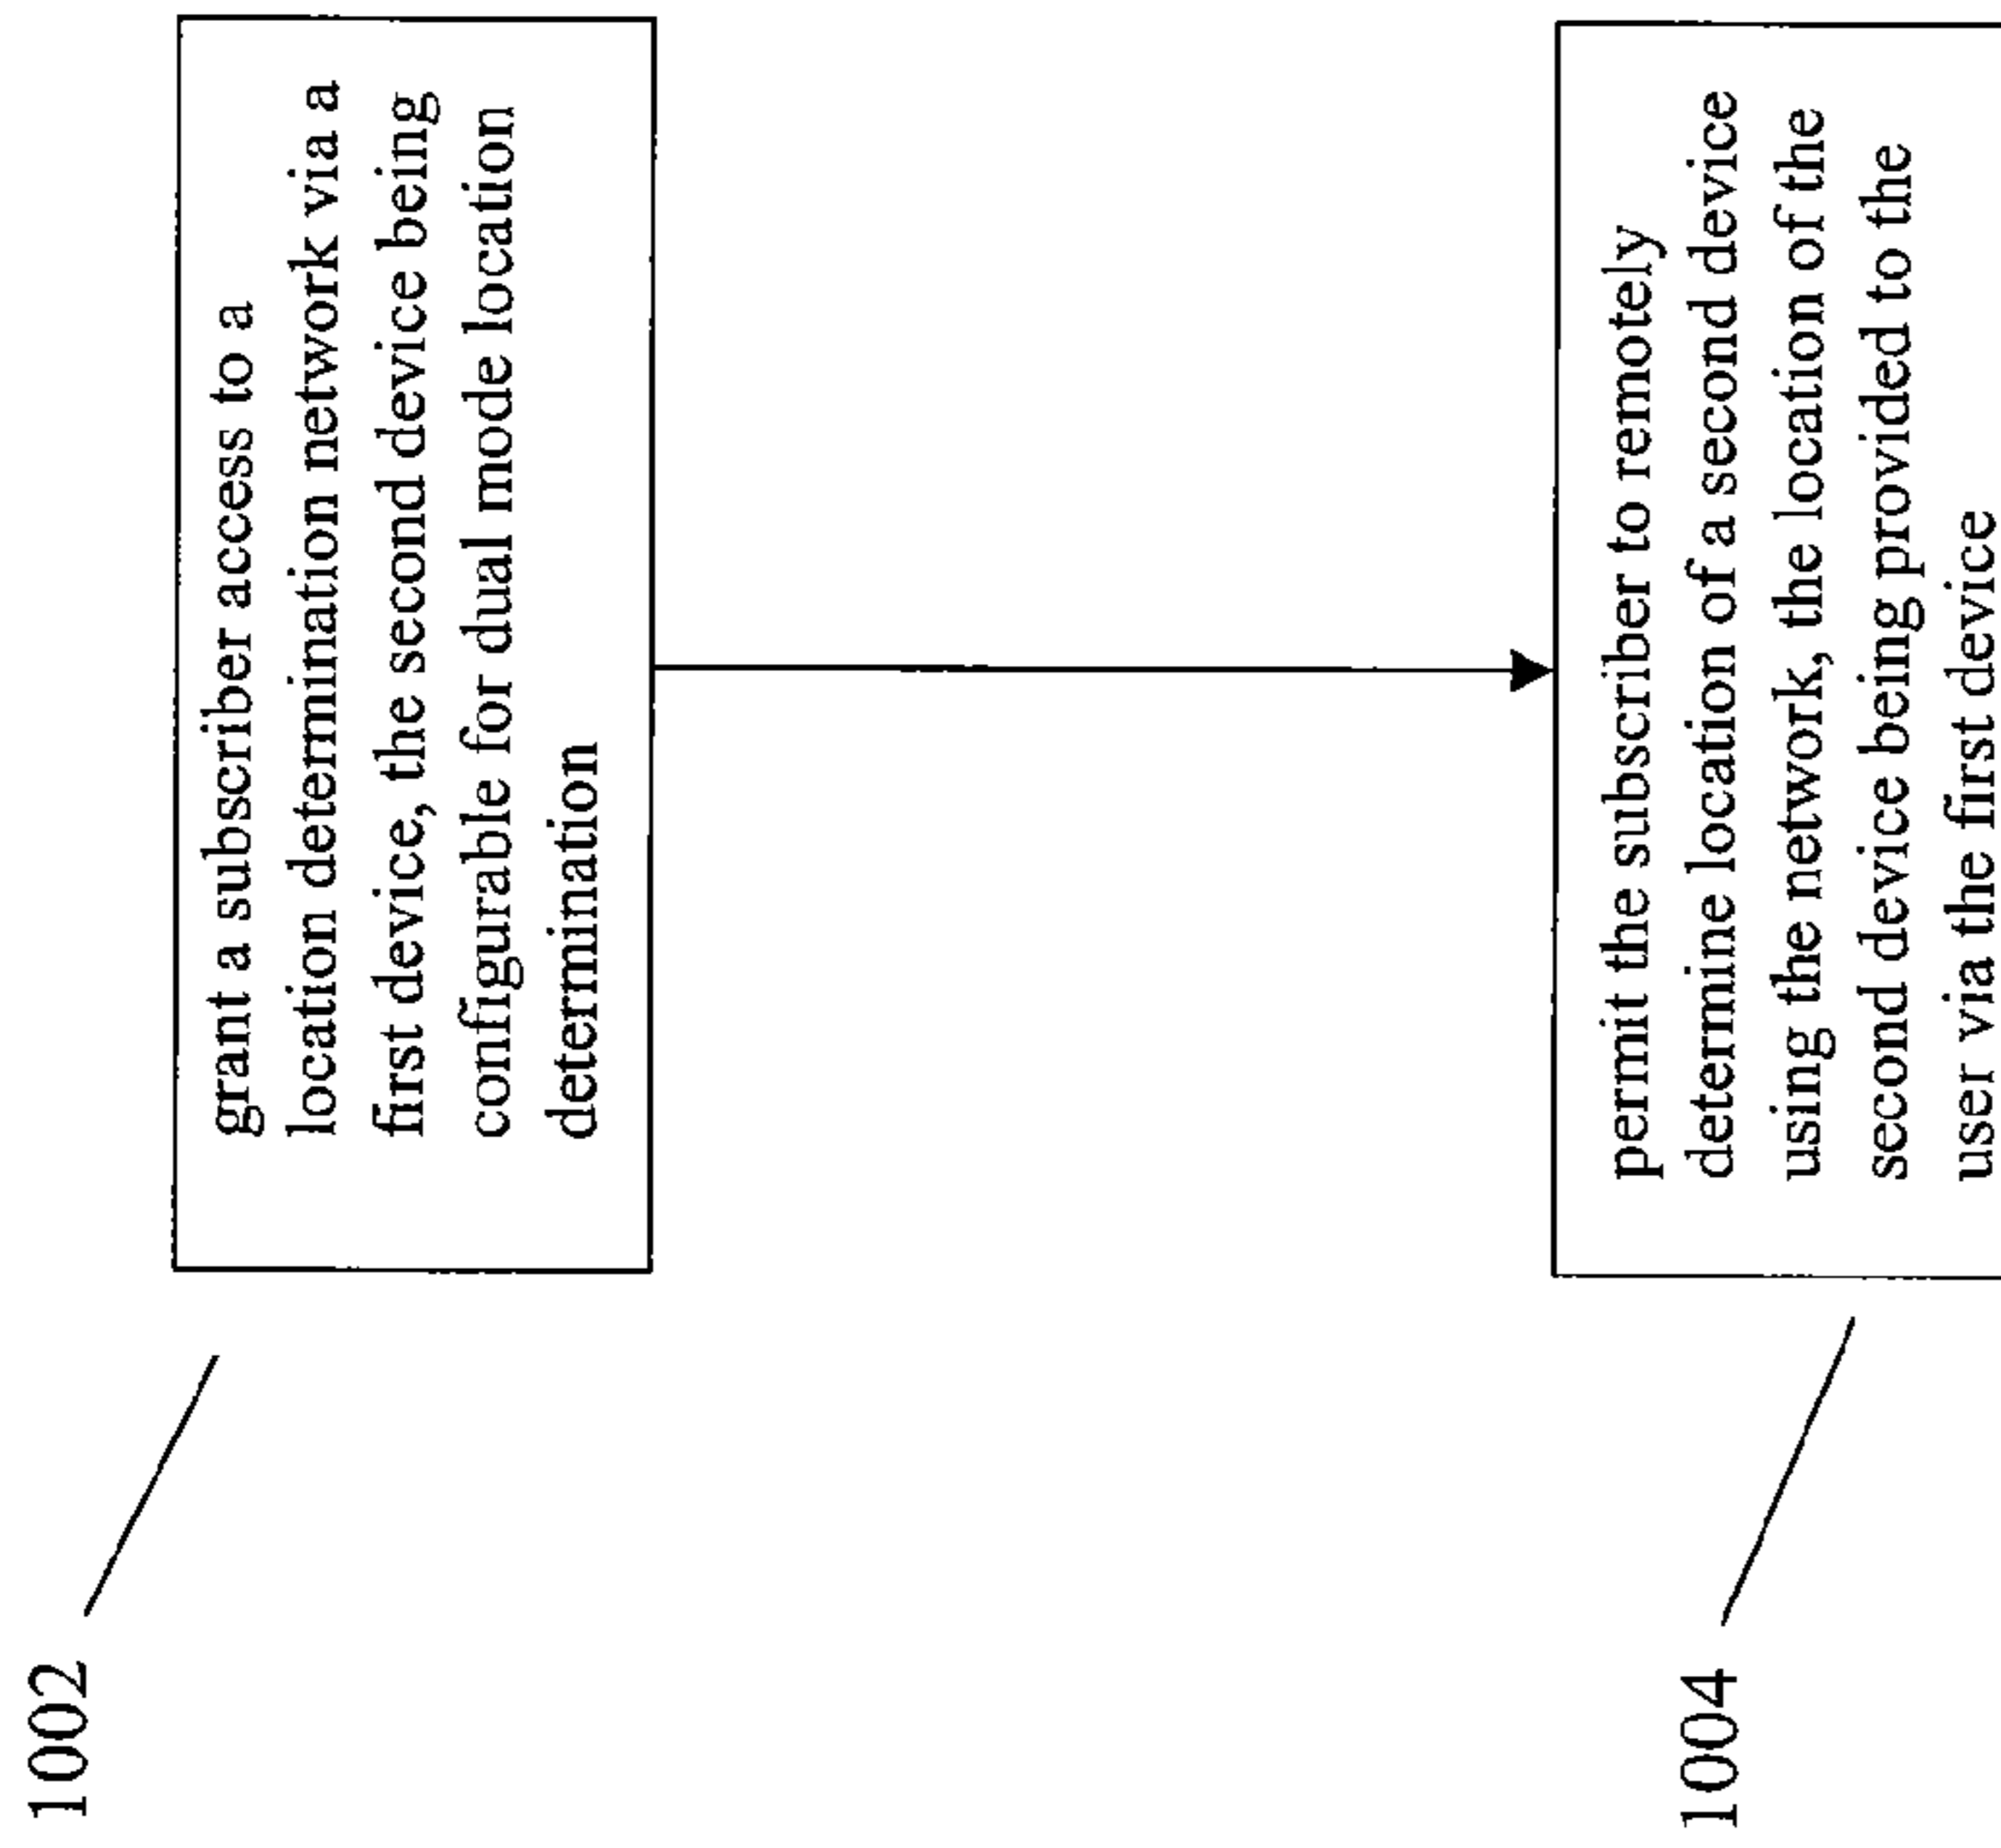 1002
grant a subscriber access to a
location determination network via a
first device, the second device being
configurable for dual mode location
determination
1004
permit the subscriber to remotely
determine location of a second device
using the network, the location of the
second device being provided to the
user via the first device